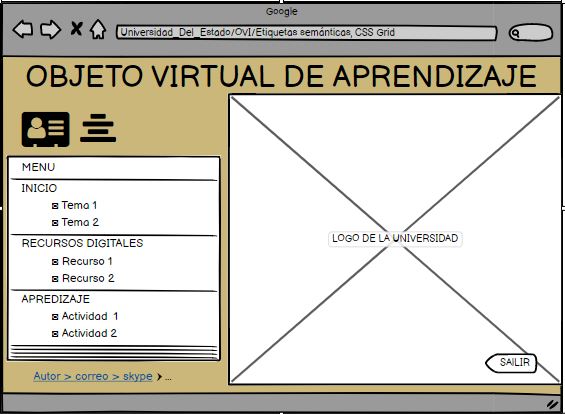 Google
Universidad_Del_Estado/OVI/Etiquetas semánticas, CSS Grid
OBJETO VIRTUAL DE APRENDIZAJE
MENU
INICIO
Tema 1
Tema 2
RECURSOS DIGITALES
Recurso 1
Recurso 2
APREDIZAJE
Actividad 1
Actividad 2
LOGO DE LA UNIVERSIDAD
SAILIR
Autor > correo > skype > ...